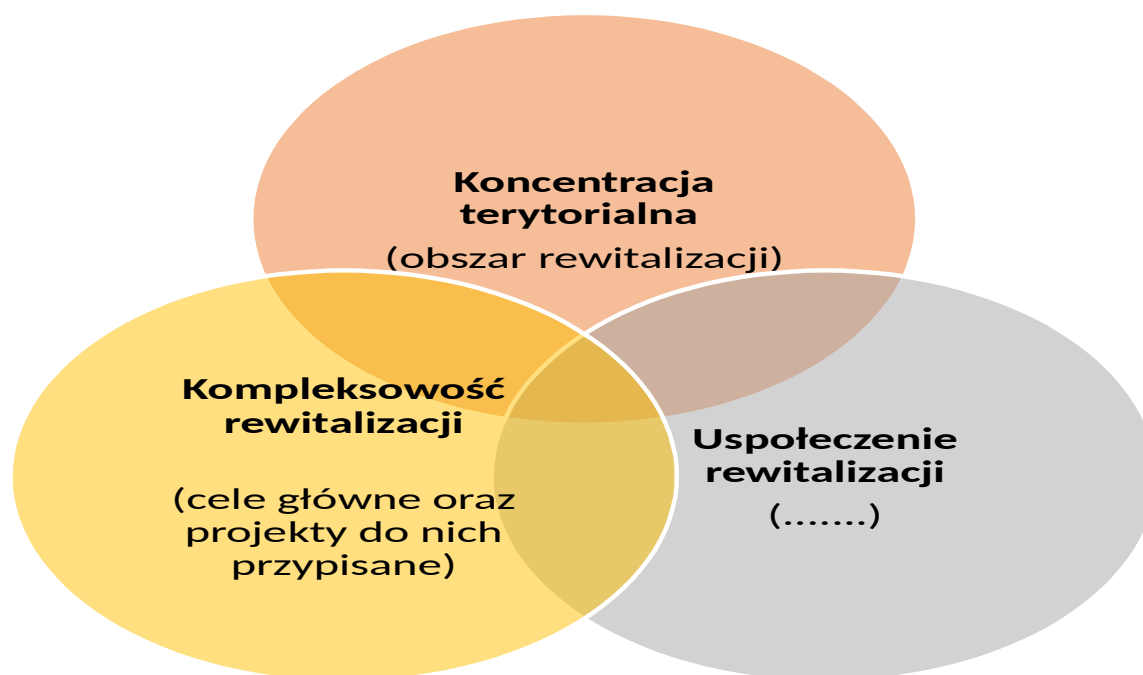 Koncentracja
terytorialna
(obszar rewitalizacji)
Kompleksowość
rewitalizacji
(cele główne oraz
projekty do nich
przypisane)
Uspołeczenie
rewitalizacji
(.......)